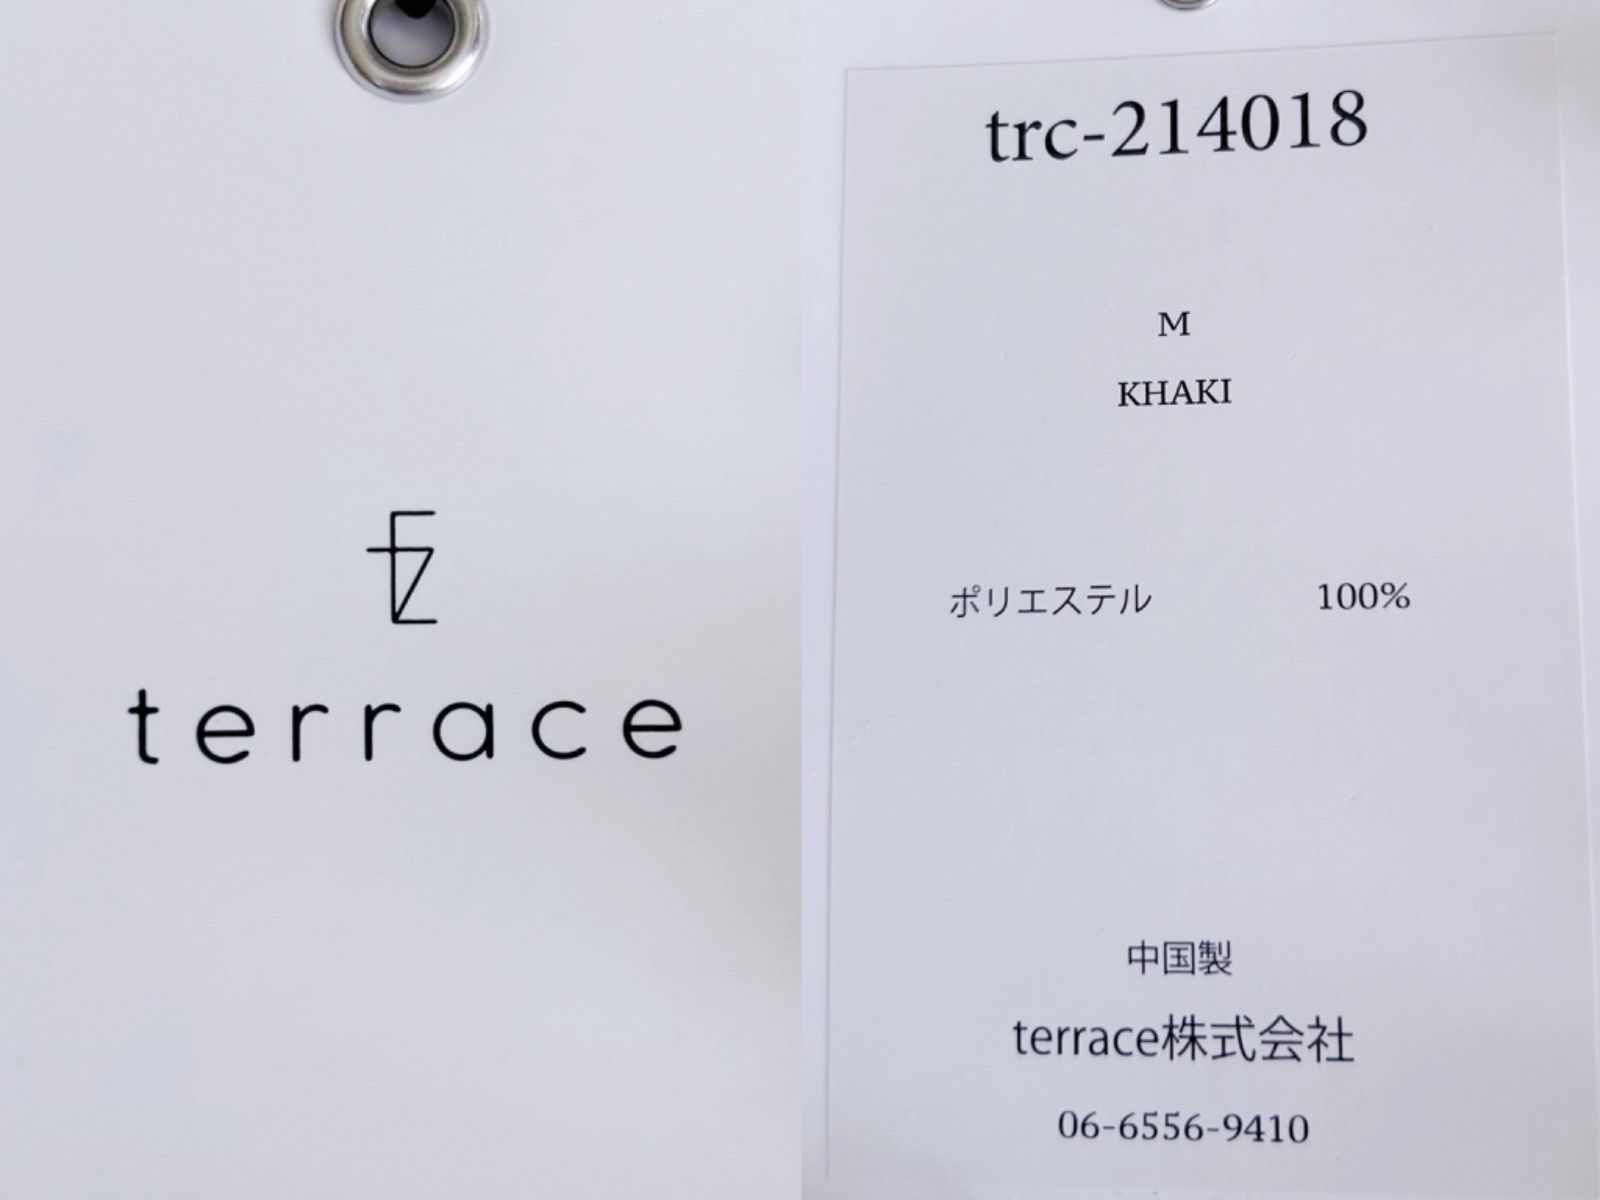 terrace
trc-214018
M
KHAKI
ポリエステル 100%
中国製
terrace株式会社
06-6556-9410